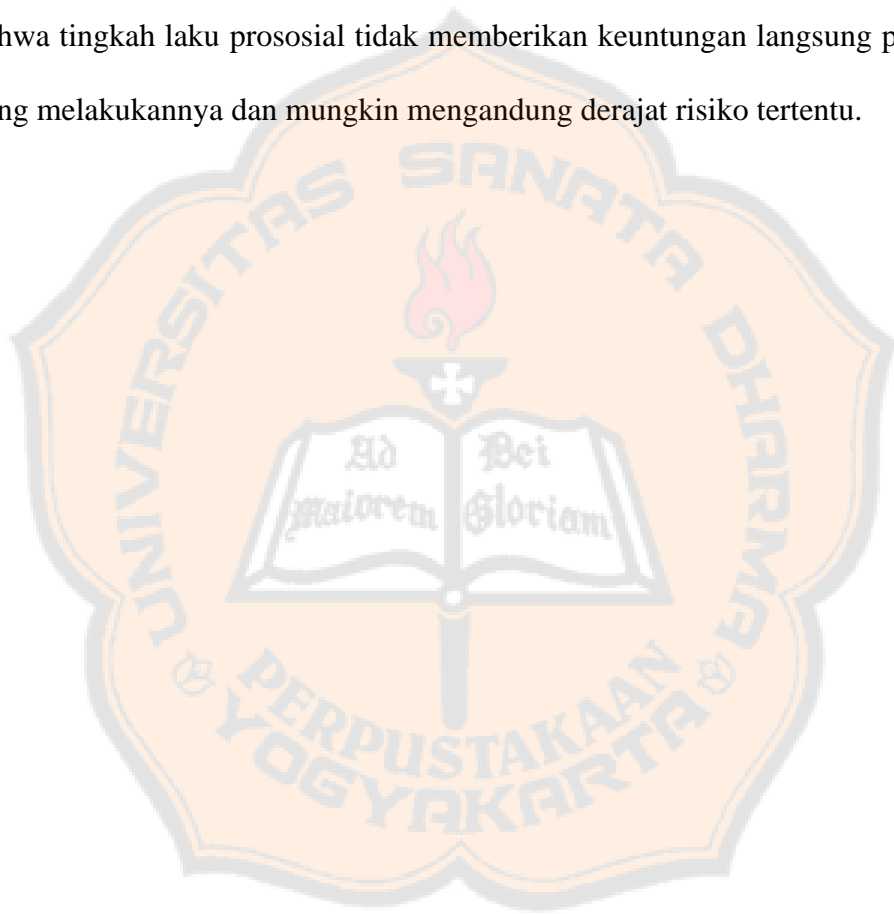 hwa tingkah laku prososial tidak memberikan keuntungan langsung p
ng melakukannya dan mungkin mengandung derajat risiko tertentu.
UNIVERSITAS SANATA DHARMA
Ad Dei
Maiorem Gloriam
PERPUSTAKAAN
YOGYAKARTA